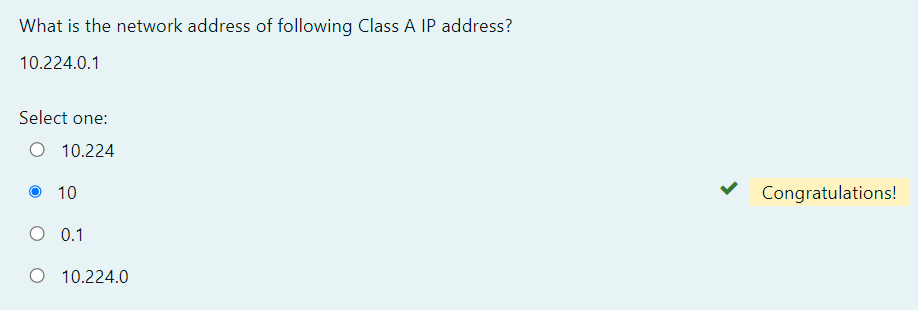 What is the network address of following Class A IP address?
10.224.0.1
Select one:
10.224
10
Congratulations!
0.1
10.224.0